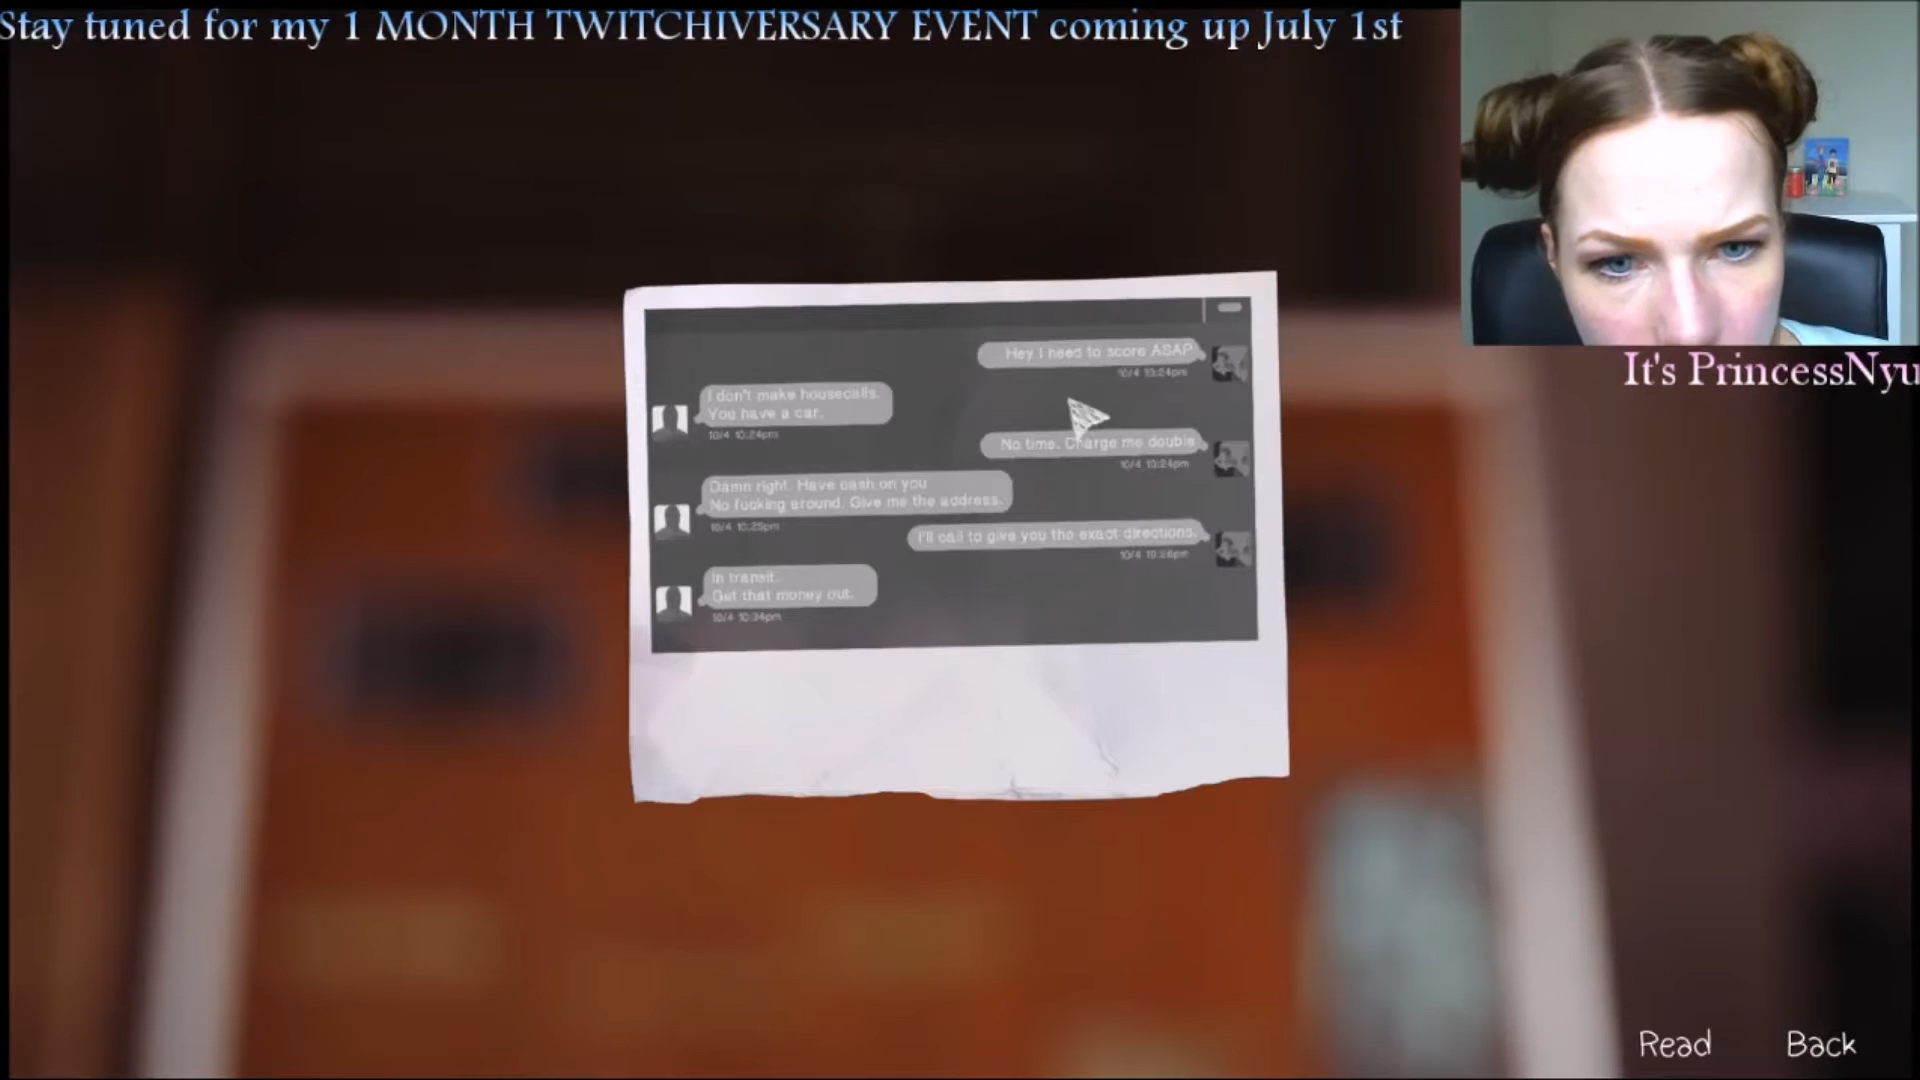 Stay tuned for my 1 MONTH TWITCHIVERSARY EVENT coming up July 1st
It's PrincessNyu
Hey I need to score ASAP
10/4 10:24pm
I don't make housecalls.
You have a car.
10/4 10:24pm
No time. Charge me double
10/4 10:24pm
Damn right. Have cash on you
No fucking around. Give me the address.
10/4 10:25pm
I'll call to give you the exact directions.
10/4 10:26pm
In transit.
Get that money out.
10/4 10:34pm
Read
Back